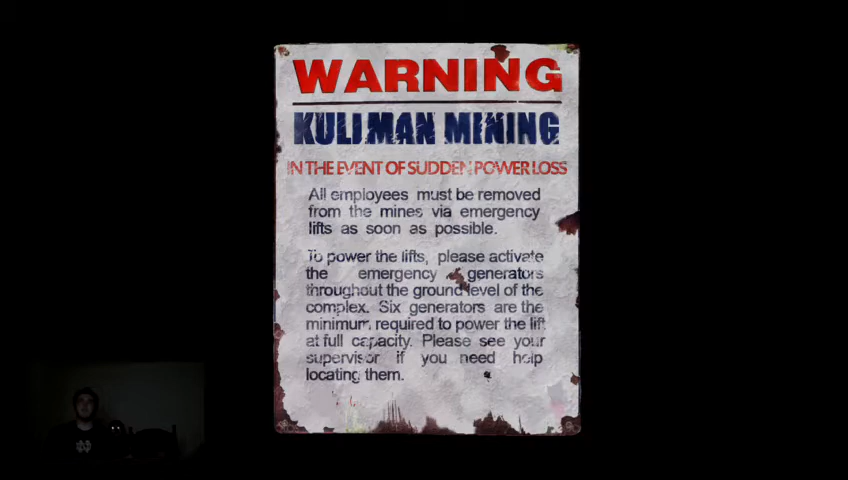 WARNING
KULLMAN MINING
IN THE EVENT OF SUDDEN POWER LOSS
All employees must be removed
from the mines via emergency
lifts as soon as possible.
To power the lifts, please activate
the emergency generators
throughout the ground level of the
complex. Six generators are the
minimum required to power the lift
at full capacity. Please see your
supervisor if you need help
locating them.